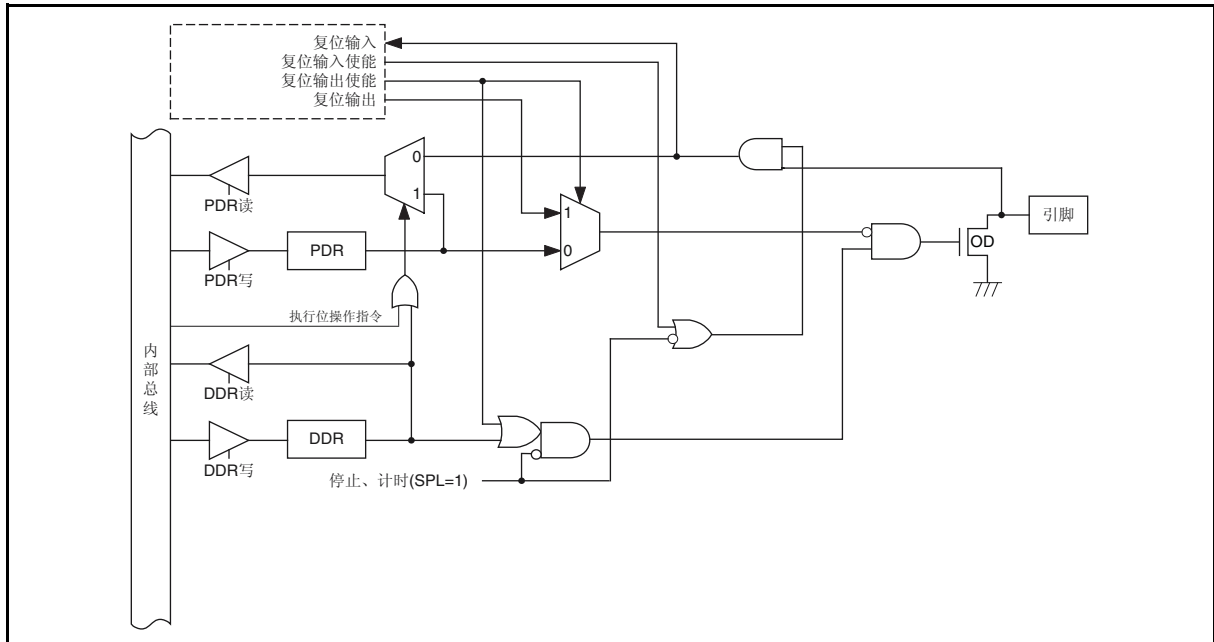 复位输入
复位输入使能
复位输出使能
复位输出
0
1
PDR读
1
引脚
PDR
0
OD
PDR写
执行位操作指令
内部总线
DDR读
DDR
DDR写
停止、计时(SPL=1)